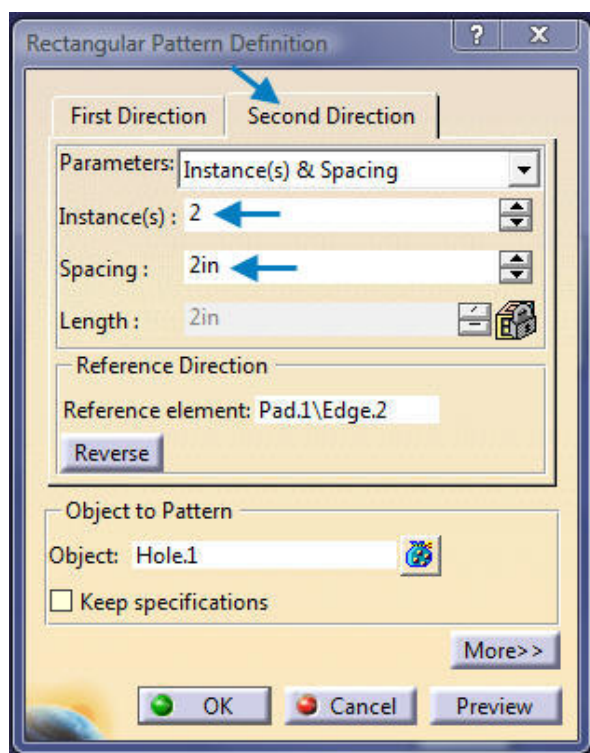 Rectangular Pattern Definition
? X
First Direction Second Direction
Parameters: Instance(s) & Spacing
Instance(s) : 2
Spacing : 2in
Length : 2in
Reference Direction
Reference element: Pad.1\Edge.2
Reverse
Object to Pattern
Object: Hole.1
Keep specifications
More>>
OK Cancel Preview